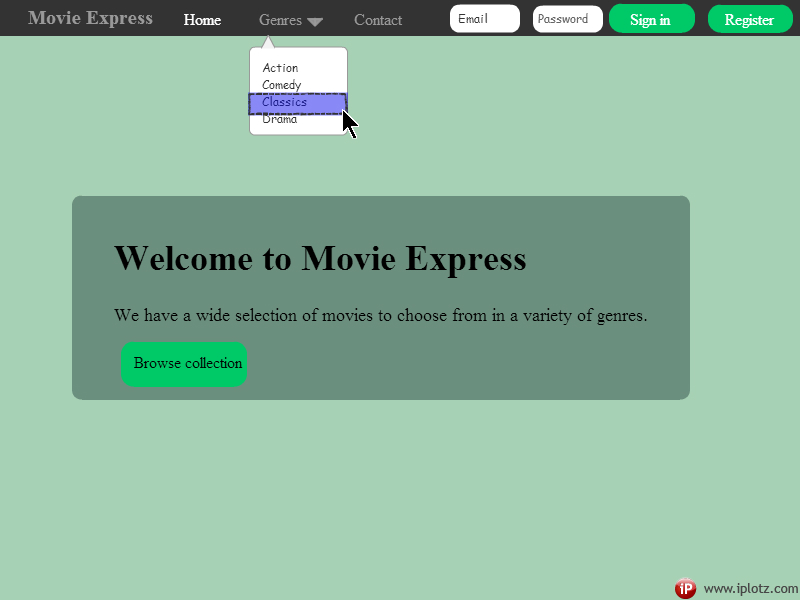 Movie Express Home Genres Contact Email Password Sign in Register
Action
Comedy
Classics
Drama
Welcome to Movie Express
We have a wide selection of movies to choose from in a variety of genres.
Browse collection
iP www.iplotz.com